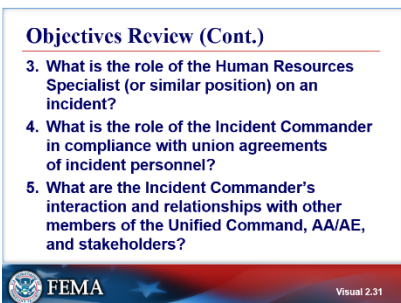 Objectives Review (Cont.)
3. What is the role of the Human Resources
Specialist (or similar position) on an
incident?
4. What is the role of the Incident Commander
in compliance with union agreements
of incident personnel?
5. What are the Incident Commander's
interaction and relationships with other
members of the Unified Command, AA/AE,
and stakeholders?
FEMA
Visual 2.31